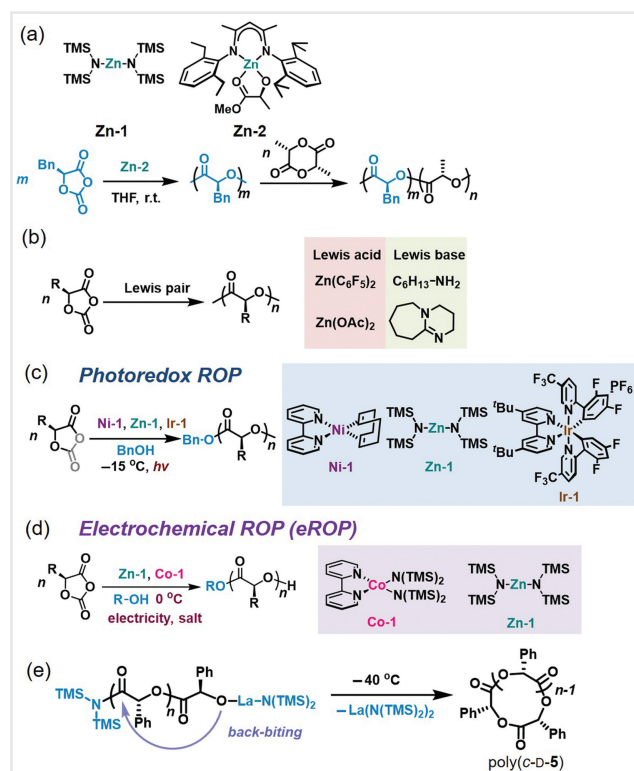 (a)
TMS TMS
N–Zn–N
TMS TMS
N N
Zn
O O
MeO
Zn-1 Zn-2
Bn O
m O
O
O
Zn-2
THF, r.t.
O
O
m
Bn
n O
O
O
O
O
O
m
Bn
O
O
n
(b)
R O
n O
O
O
Lewis pair
O
O
n
R
Lewis acid Lewis base
Zn(C6F5)2 C6H13–NH2
Zn(OAc)2
N
N
(c) Photoredox ROP
R O
n O
O
O
Ni-1, Zn-1, Ir-1
BnOH
–15 °C, hv
Bn-O
O
O
n
R
N
Ni
N
Ni-1
TMS TMS
N–Zn–N
TMS TMS
Zn-1
F3C
F
PF6
tBu
N
F
N
Ir
N
tBu
N
F
F3C
F
Ir-1
(d) Electrochemical ROP (eROP)
R O
n O
O
O
Zn-1, Co-1
R-OH 0 °C
electricity, salt
RO
O
O
n
H
R
N
Co
N
N(TMS)2
N(TMS)2
Co-1
TMS TMS
N–Zn–N
TMS TMS
Zn-1
(e)
TMS
N
TMS
O
O
n
Ph
Ph
O
O–La–N(TMS)2
back-biting
–40 °C
–La(N(TMS)2)2
Ph
O
O
O
n-1
O
O
Ph
O
Ph
poly(c-D-5)